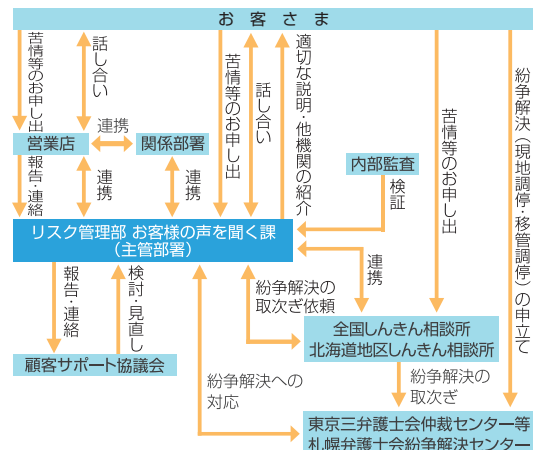 お客さま
苦情等のお申し出
話し合い
苦情等のお申し出
話し合い
適切な説明・他機関の紹介
苦情等のお申し出
紛争解決(現地調停・移管調停)の申立て
営業店
連携
関係部署
内部監査
検証
報告・連絡
連携
連携
リスク管理部 お客様の声を聞く課
(主管部署)
連携
報告・連絡
検討・見直し
紛争解決の
取次ぎ依頼
全国しんきん相談所
北海道地区しんきん相談所
顧客サポート協議会
紛争解決への
対応
紛争解決の
取次ぎ
東京三弁護士会仲裁センター等
札幌弁護士会紛争解決センター